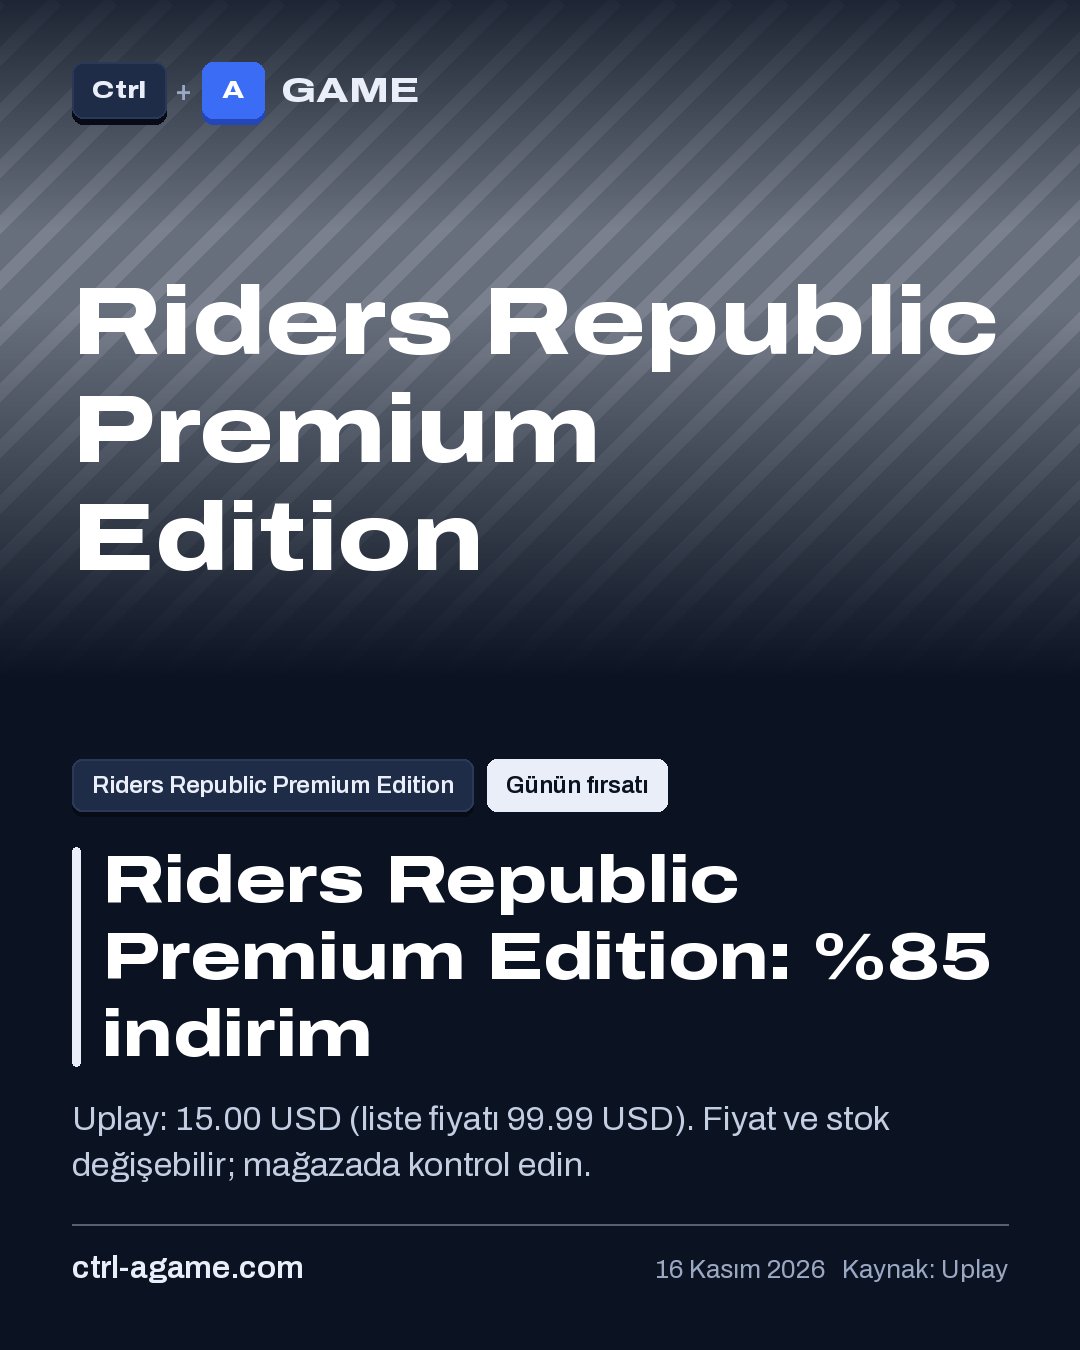 Ctrl + A GAME
Riders Republic
Premium
Edition
Riders Republic Premium Edition
Günün fırsatı
Riders Republic
Premium Edition: %85
indirim
Uplay: 15.00 USD (liste fiyatı 99.99 USD). Fiyat ve stok
değişebilir; mağazada kontrol edin.
ctrl-agame.com
16 Kasım 2026 Kaynak: Uplay